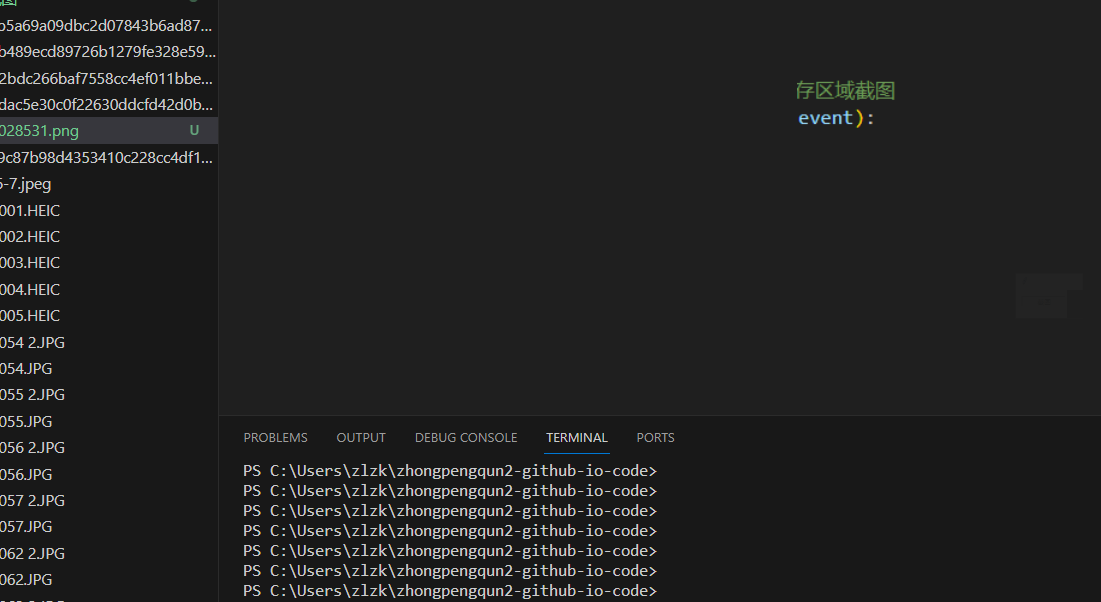 图
b5a69a09dbc2d07843b6ad87...
b489ecd89726b1279fe328e59...
2bdc266baf7558cc4ef011bbe...
dac5e30c0f22630ddcfd42d0b...
028531.png U
9c87b98d4353410c228cc4df1...
5-7.jpeg
001.HEIC
002.HEIC
003.HEIC
004.HEIC
005.HEIC
054 2.JPG
054.JPG
055 2.JPG
055.JPG
056 2.JPG
056.JPG
057 2.JPG
057.JPG
062 2.JPG
062.JPG
存区域截图
event):
PROBLEMS OUTPUT DEBUG CONSOLE TERMINAL PORTS
PS C:\Users\zlzk\zhongpengqun2-github-io-code>
PS C:\Users\zlzk\zhongpengqun2-github-io-code>
PS C:\Users\zlzk\zhongpengqun2-github-io-code>
PS C:\Users\zlzk\zhongpengqun2-github-io-code>
PS C:\Users\zlzk\zhongpengqun2-github-io-code>
PS C:\Users\zlzk\zhongpengqun2-github-io-code>
PS C:\Users\zlzk\zhongpengqun2-github-io-code>